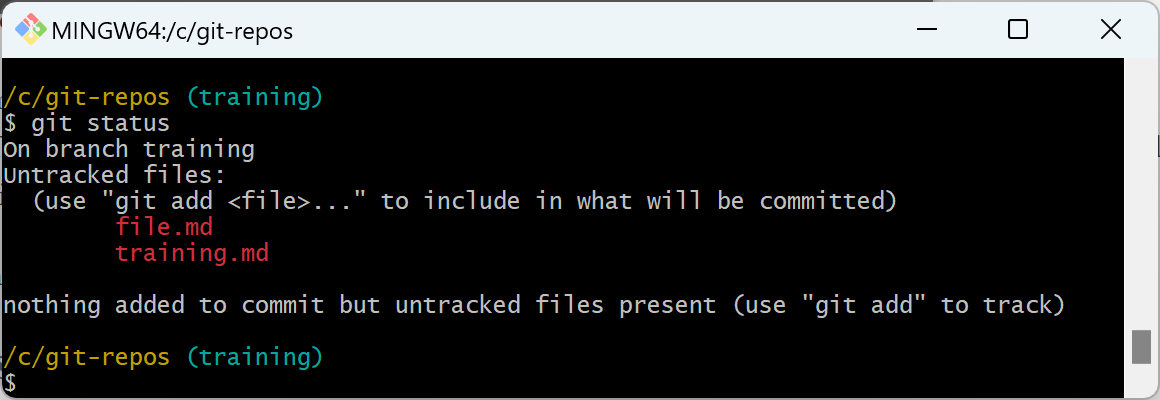 MINGW64:/c/git-repos
/c/git-repos (training)
$ git status
On branch training
Untracked files:
  (use "git add <file>..." to include in what will be committed)
        file.md
        training.md
nothing added to commit but untracked files present (use "git add" to track)
/c/git-repos (training)
$